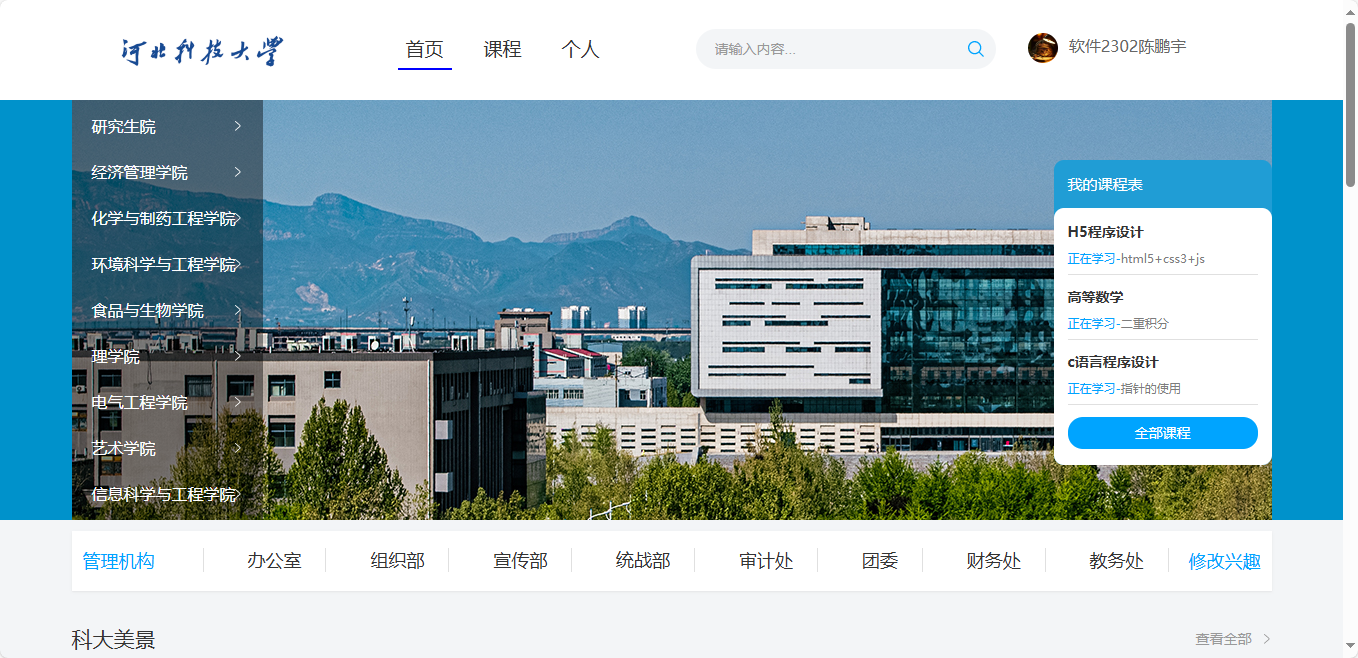 河北科技大学
首页
课程
个人
请输入内容...
软件2302陈鹏宇
研究生院
经济管理学院
化学与制药工程学院
环境科学与工程学院
食品与生物学院
理学院
电气工程学院
艺术学院
信息科学与工程学院
我的课程表
H5程序设计
正在学习-html5+css3+js
高等数学
正在学习-二重积分
c语言程序设计
正在学习-指针的使用
全部课程
管理机构
办公室
组织部
宣传部
统战部
审计处
团委
财务处
教务处
修改兴趣
科大美景
查看全部